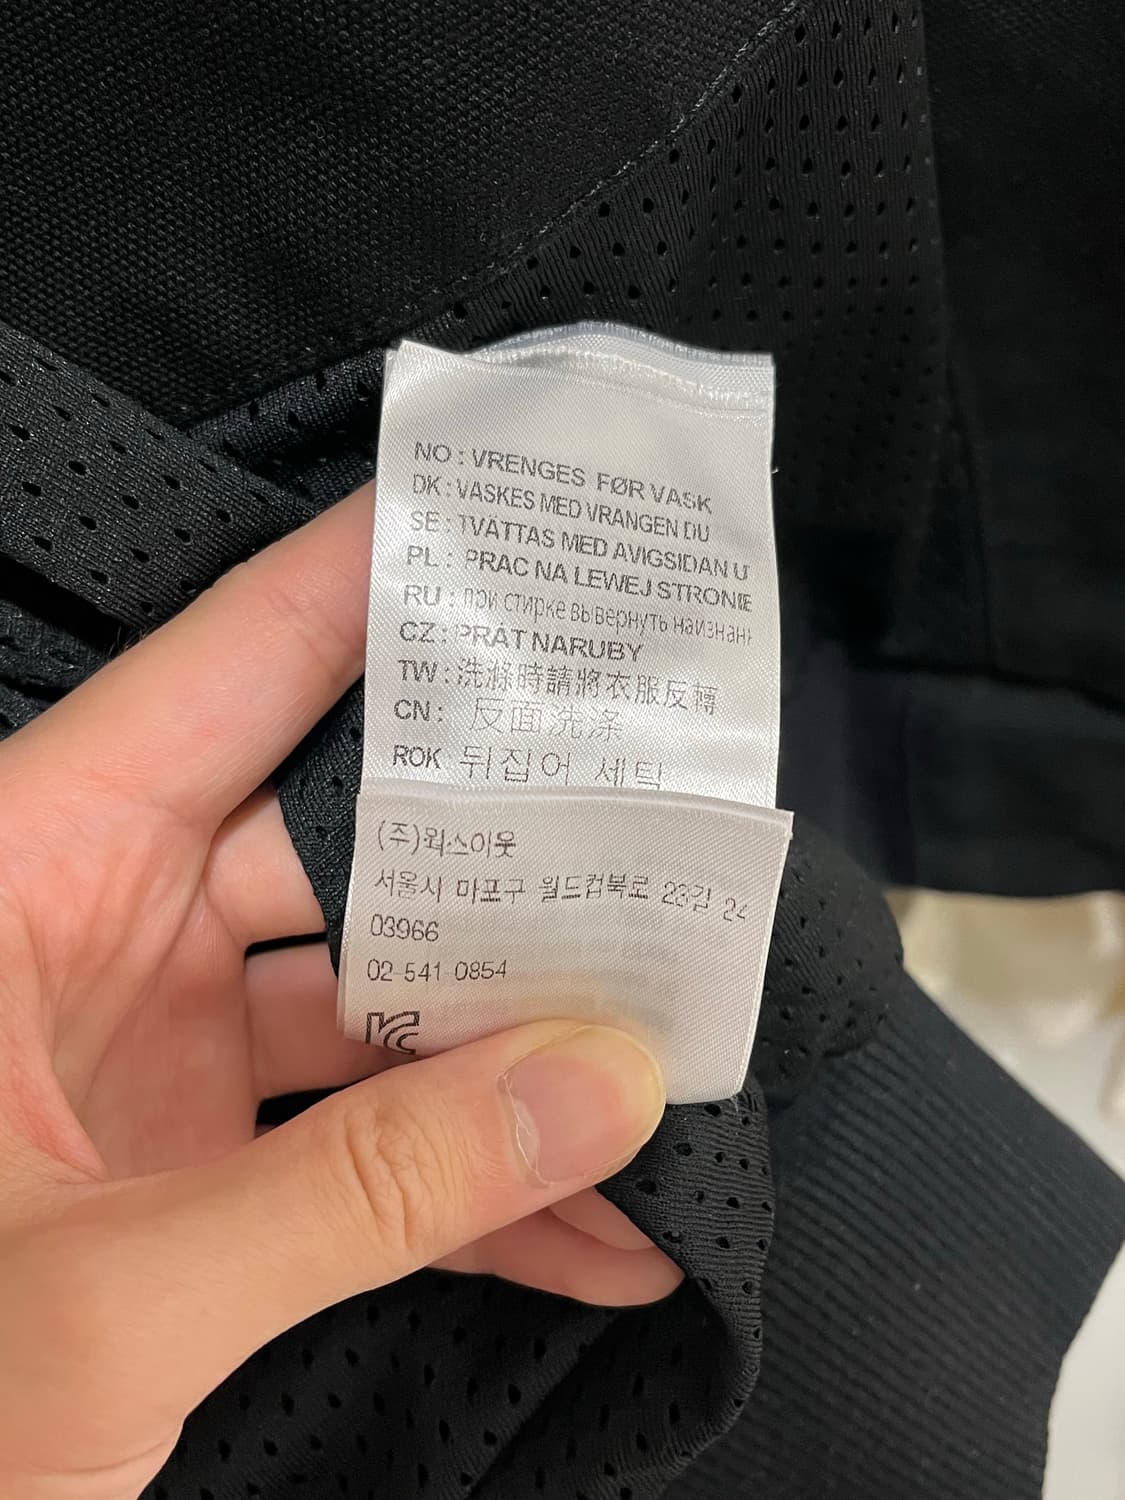 NO : VRENGES FØR VASK
DK : VASKES MED VRANGEN UD
SE : TVÄTTAS MED AVIGSIDAN U
PL : PRAC NA LEWEJ STRONIE
RU : при стирке вывернуть наизнан
CZ : PRÁT NARUBY
TW : 洗滌時請將衣服反轉
CN : 反面洗涤
ROK 뒤집어 세탁
(주)웍스아웃
서울시 마포구 월드컵북로 23길 24
03966
02-541-0854